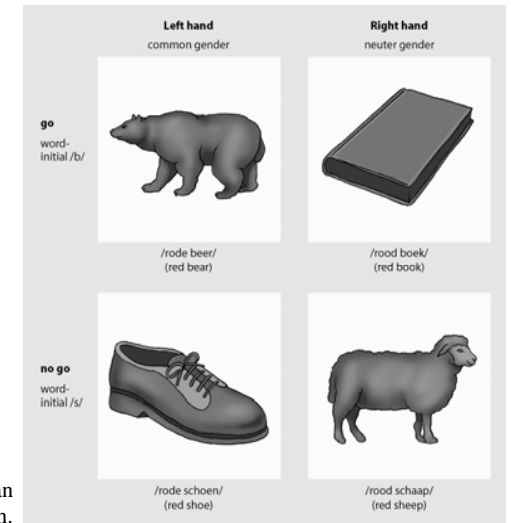 Left hand
common gender
Right hand
neuter gender
go
word-
initial /b/
/rode beer/
(red bear)
/rood boek/
(red book)
no go
word-
initial /s/
/rode schoen/
(red shoe)
/rood schaap/
(red sheep)